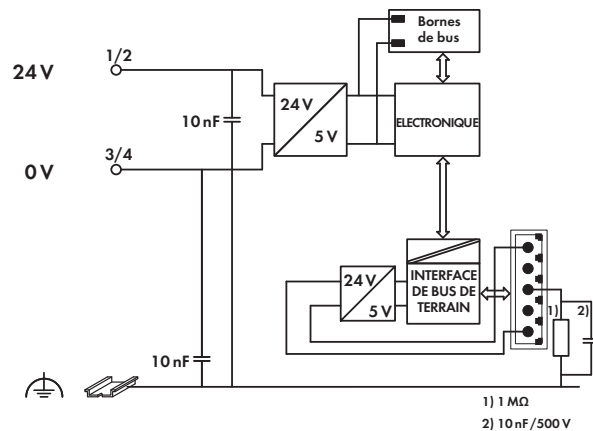 24 V
1/2
10 nF
24 V
5 V
Bornes
de bus
ELECTRONIQUE
3/4
0 V
INTERFACE
DE BUS DE
TERRAIN
24 V
5 V
1)
2)
10 nF
1) 1 MΩ
2) 10 nF/500 V